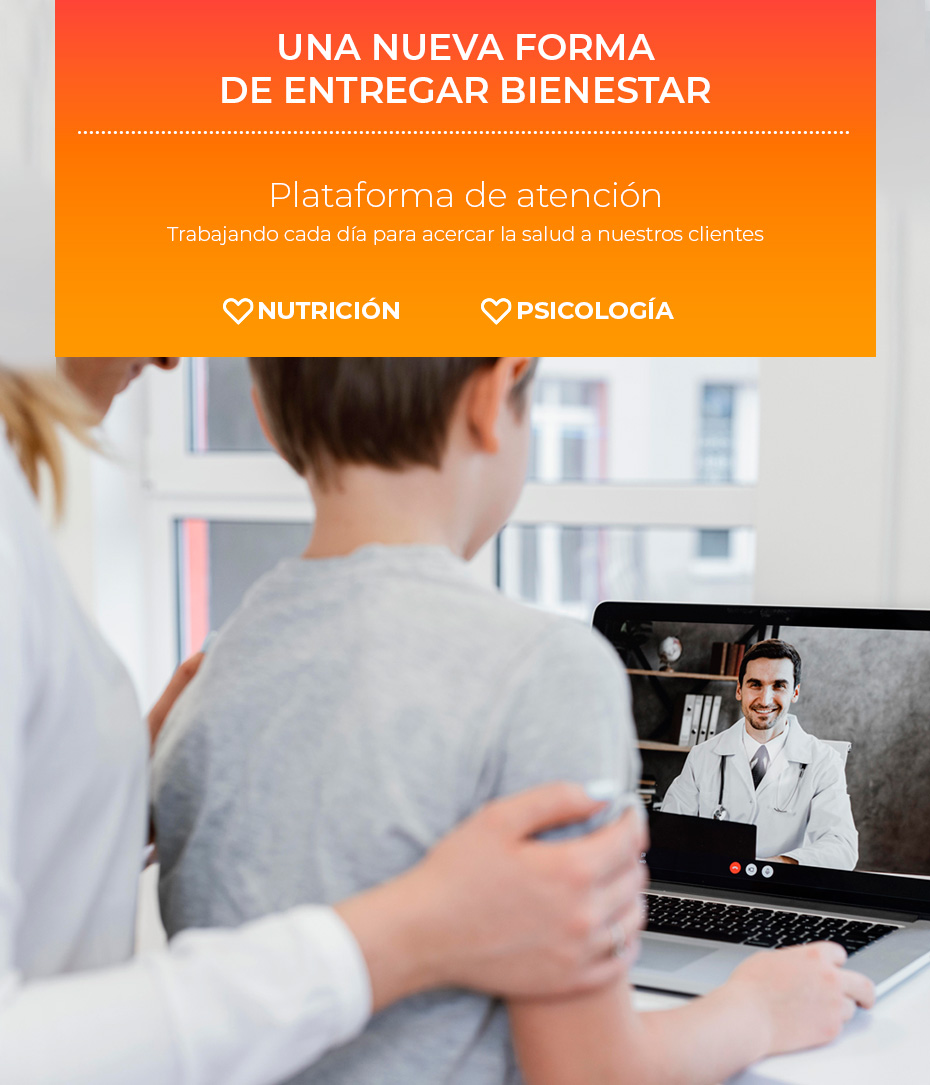 UNA NUEVA FORMA
DE ENTREGAR BIENESTAR
Plataforma de atención
Trabajando cada día para acercar la salud a nuestros clientes
NUTRICIÓN
PSICOLOGÍA